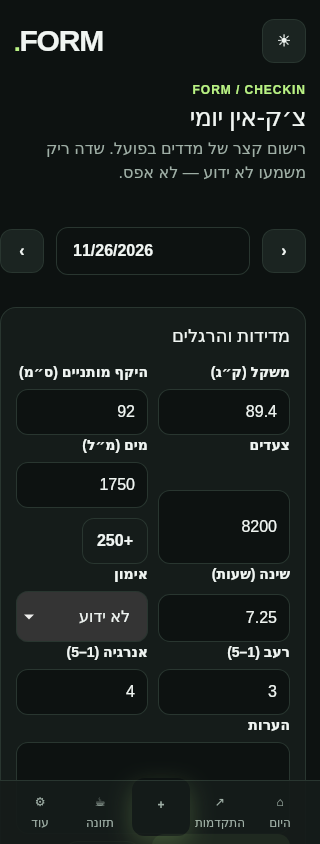 .FORM
FORM / CHECKIN
צ׳ק-אין יומי
רישום קצר של מדדים בפועל. שדה ריק
משמעו לא ידוע — לא אפס.
11/26/2026
מדידות והרגלים
משקל (ק״ג)
היקף מותניים (ס״מ)
89.4
92
צעדים
מים (מ״ל)
8200
1750
+250
שינה (שעות)
אימון
7.25
לא ידוע
רעב (1–5)
אנרגיה (1–5)
3
4
הערות
היום
התקדמות
+
תזונה
עוד